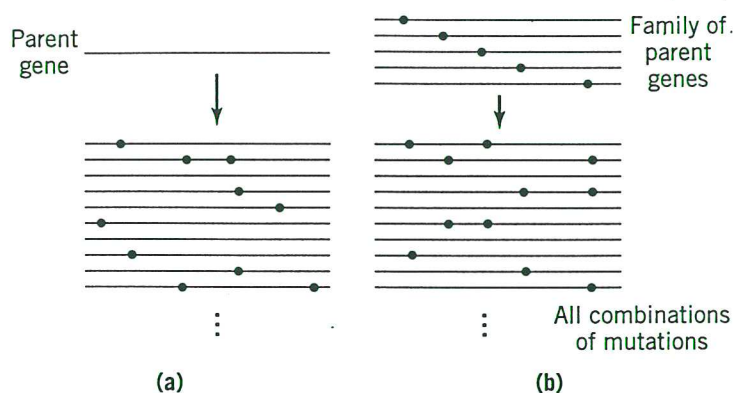 Parent
gene
Family of.
parent
genes
All combinations
of mutations
(a)
(b)